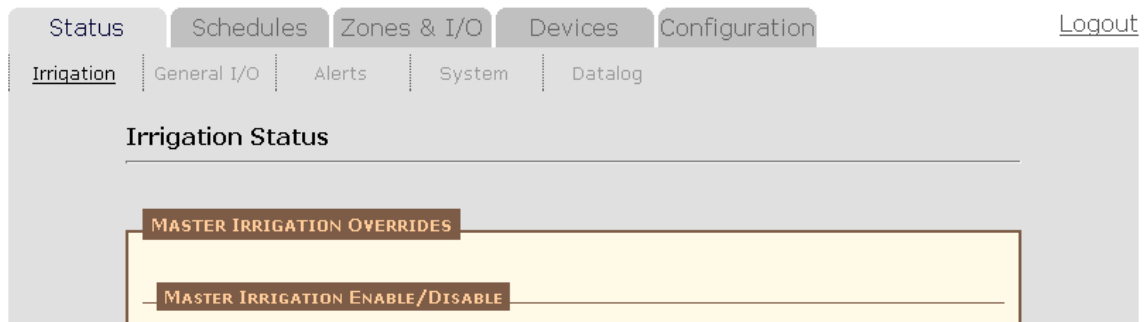 Status Schedules Zones & I/O Devices Configuration Logout
Irrigation General I/O Alerts System Datalog
Irrigation Status
MASTER IRRIGATION OVERRIDES
MASTER IRRIGATION ENABLE/DISABLE